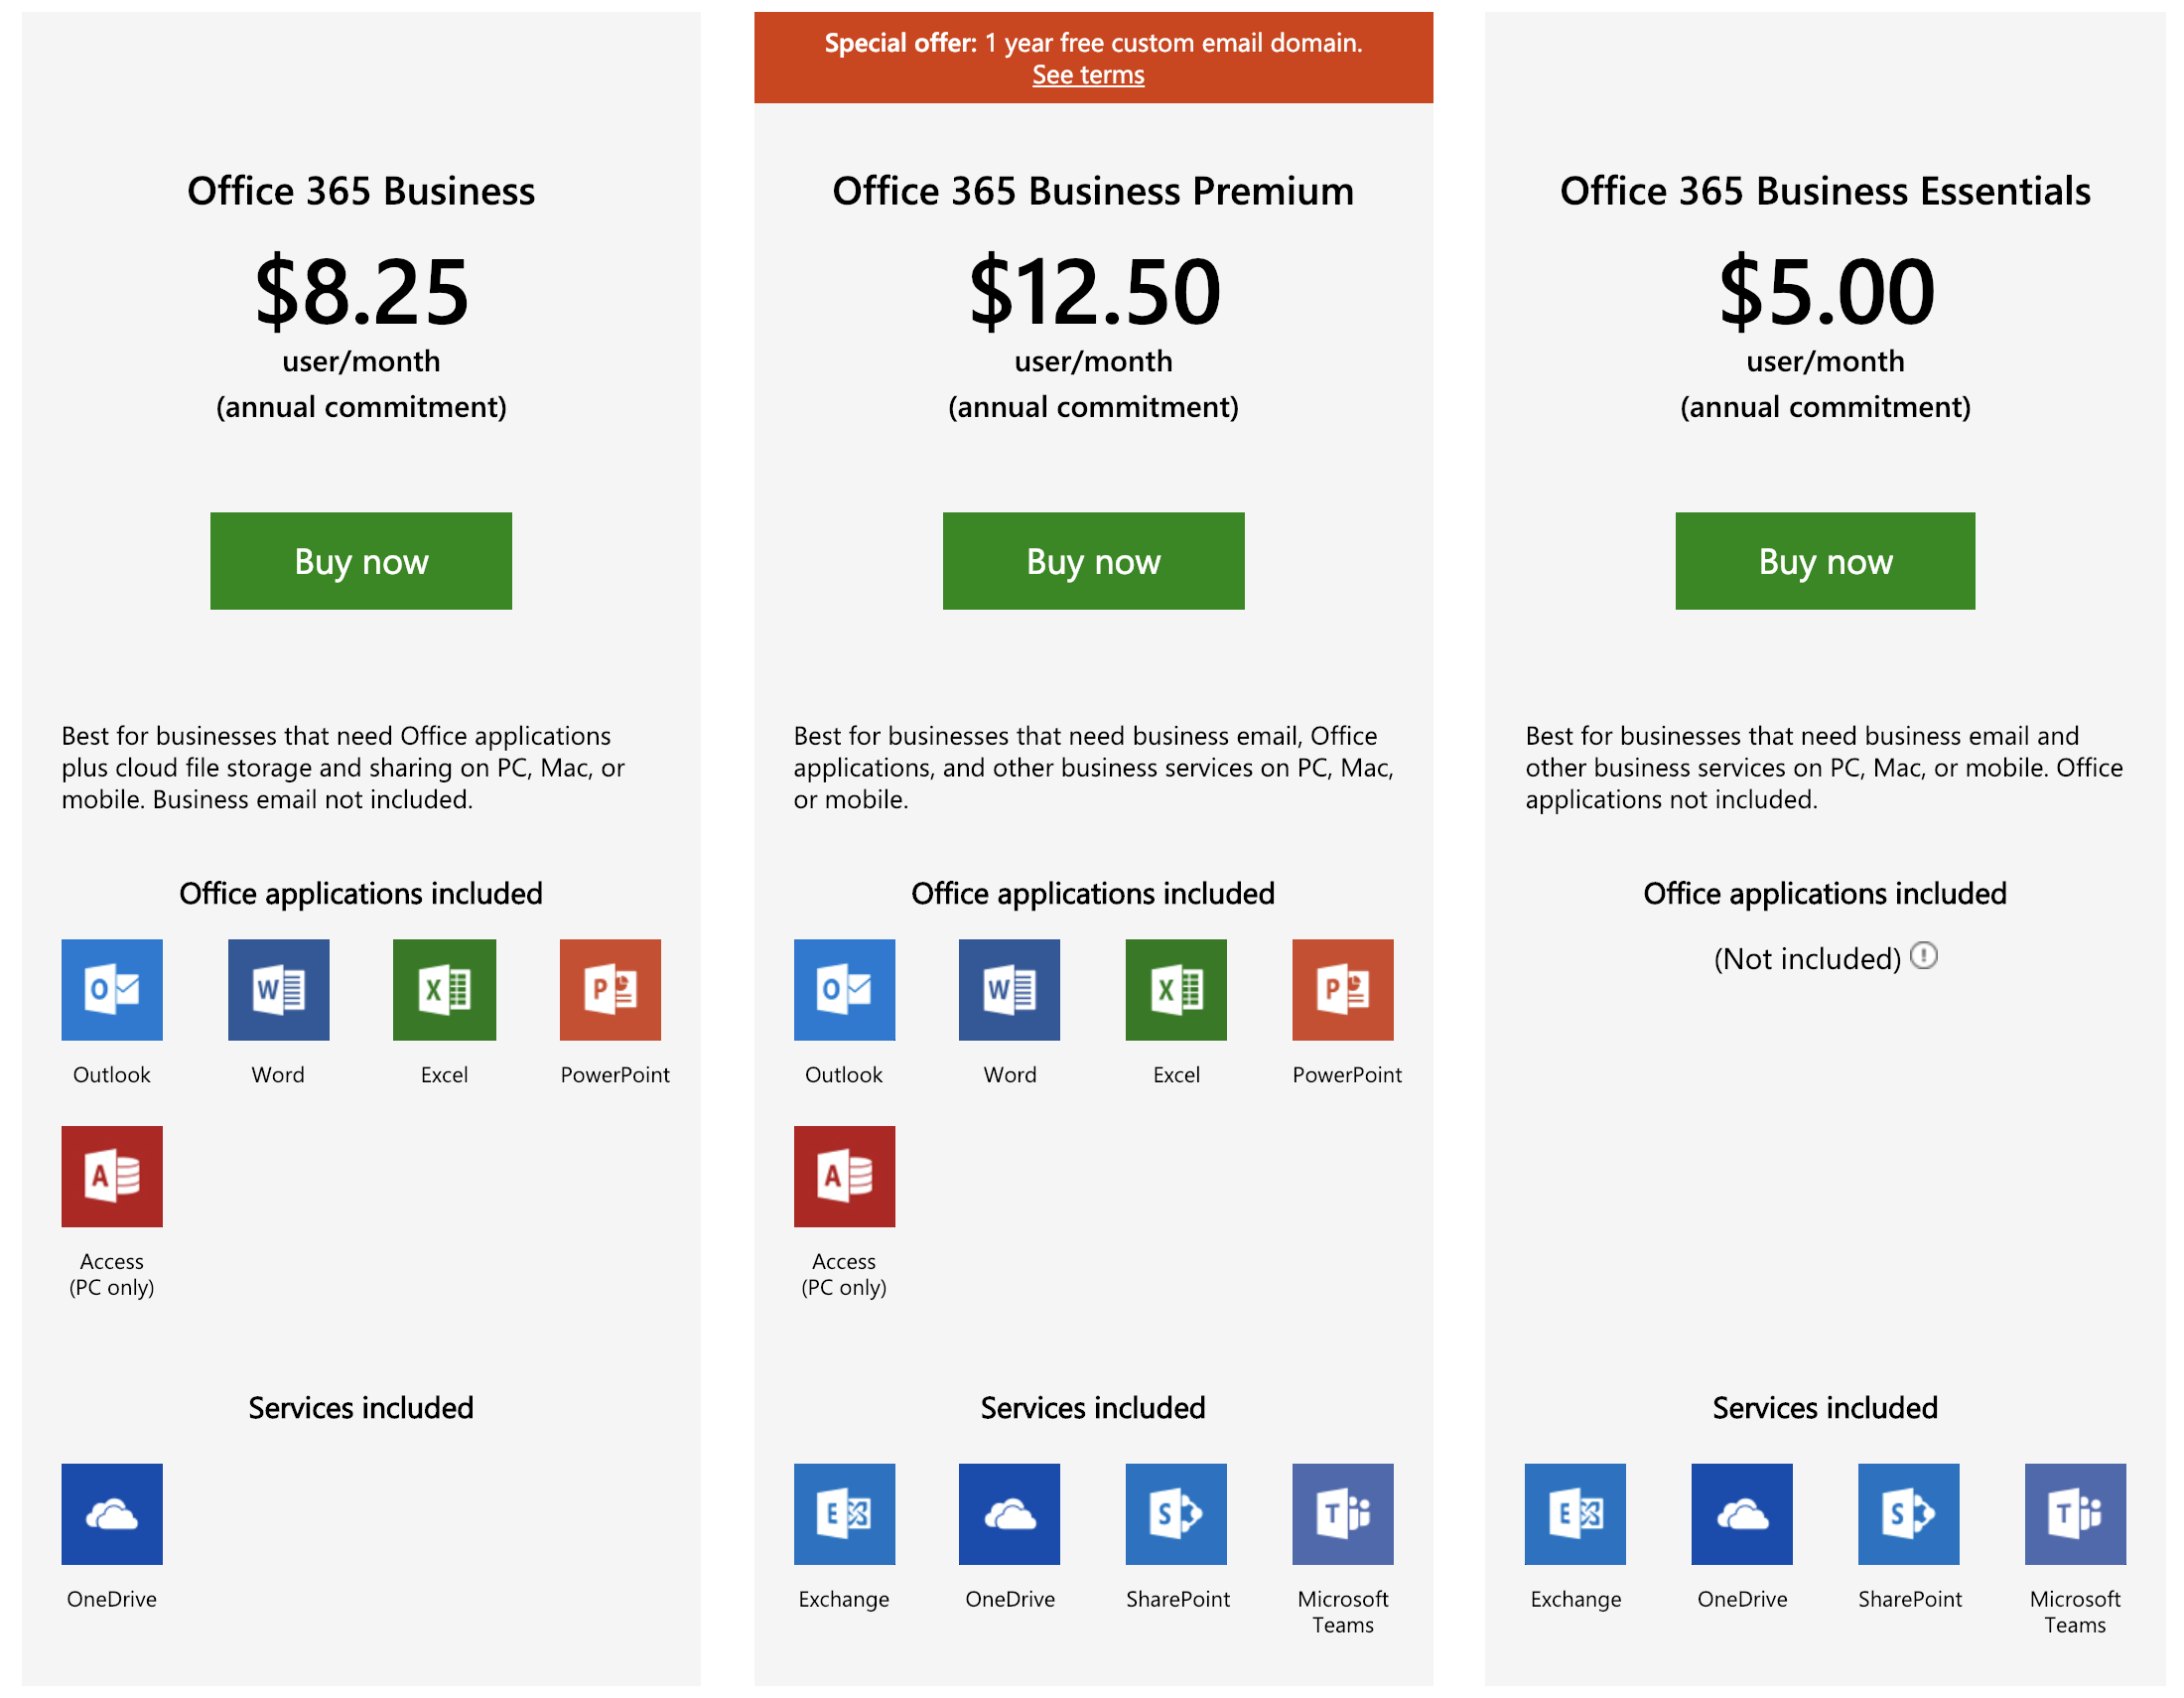 Office 365 Business
$8.25
user/month
(annual commitment)
Buy now
Best for businesses that need Office applications
plus cloud file storage and sharing on PC, Mac, or
mobile. Business email not included.
Office applications included
O
W
X
P
Outlook
Word
Excel
PowerPoint
A
Access
(PC only)
Services included
OneDrive
Special offer: 1 year free custom email domain.
See terms
Office 365 Business Premium
$12.50
user/month
(annual commitment)
Buy now
Best for businesses that need business email, Office
applications, and other business services on PC, Mac,
or mobile.
Office applications included
O
W
X
P
Outlook
Word
Excel
PowerPoint
A
Access
(PC only)
Services included
E
S
T
Exchange
OneDrive
SharePoint
Microsoft
Teams
Office 365 Business Essentials
$5.00
user/month
(annual commitment)
Buy now
Best for businesses that need business email and
other business services on PC, Mac, or mobile. Office
applications not included.
Office applications included
(Not included)
Services included
E
S
T
Exchange
OneDrive
SharePoint
Microsoft
Teams